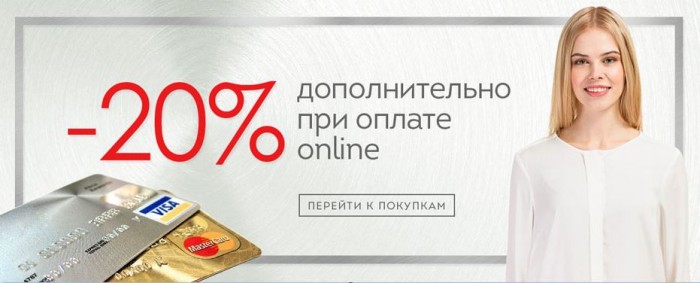 -20%
дополнительно
при оплате
online
ПЕРЕЙТИ К ПОКУПКАМ
VISA
MasterCard